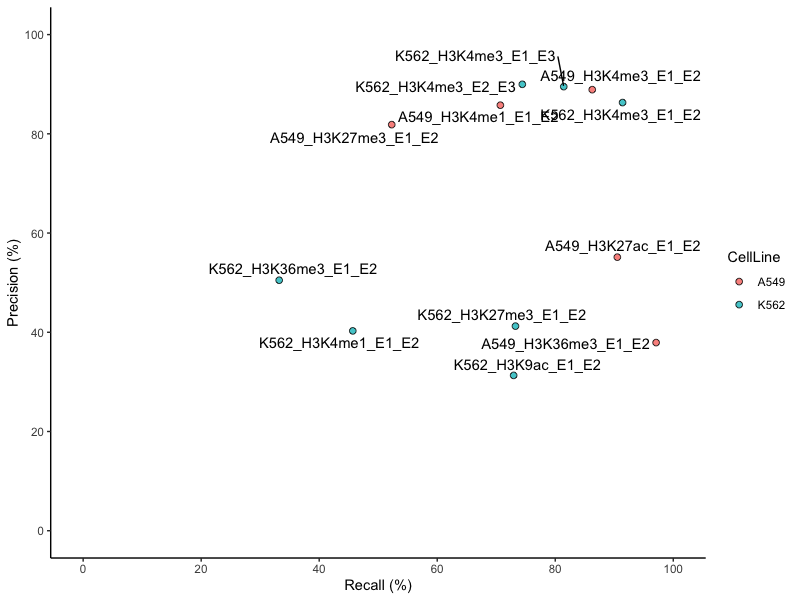 100
80
60
40
20
0
Precision (%)
K562_H3K4me3_E1_E3
A549_H3K4me3_E1_E2
K562_H3K4me3_E2_E3
A549_H3K4me1_E1_E2
K562_H3K4me3_E1_E2
A549_H3K27me3_E1_E2
A549_H3K27ac_E1_E2
K562_H3K36me3_E1_E2
K562_H3K27me3_E1_E2
K562_H3K4me1_E1_E2
A549_H3K36me3_E1_E2
K562_H3K9ac_E1_E2
CellLine
A549
K562
0 20 40 60 80 100
Recall (%)